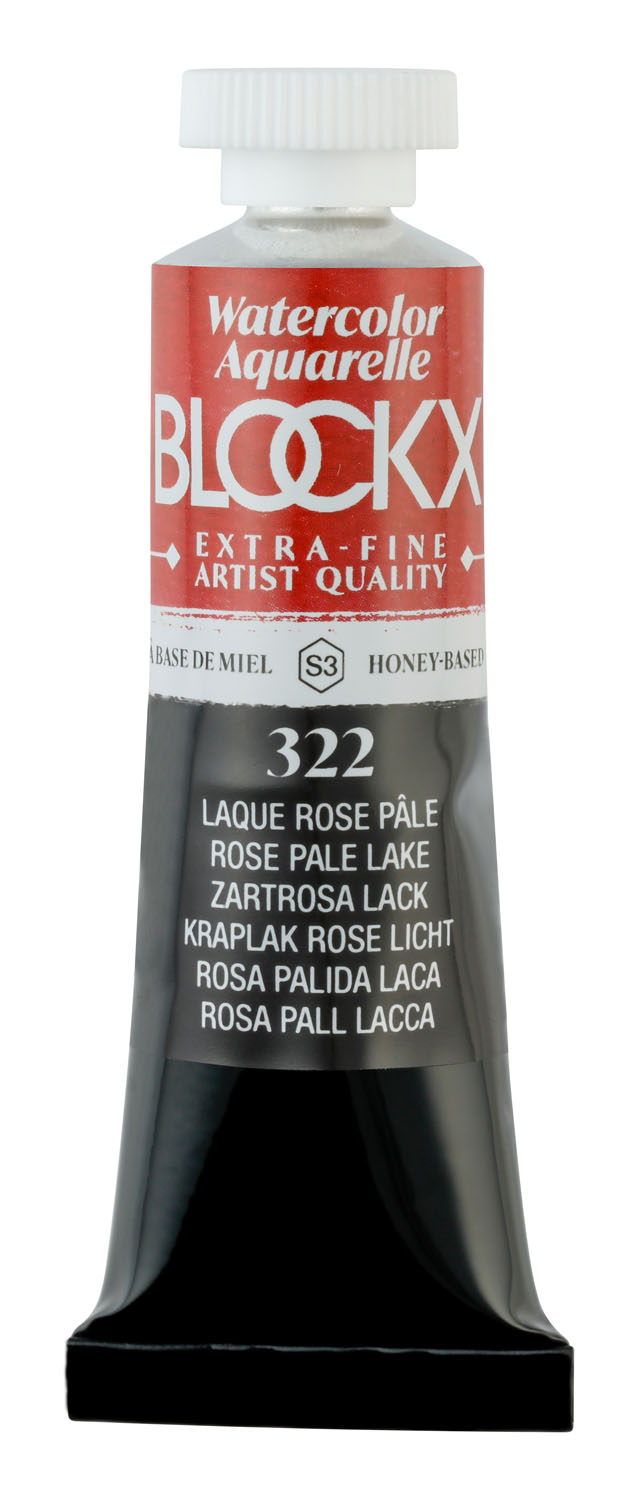 Watercolor
Aquarelle
BLOCKX
EXTRA-FINE
ARTIST QUALITY
À BASE DE MIEL S3 HONEY-BASED
322
LAQUE ROSE PÂLE
ROSE PALE LAKE
ZARTROSA LACK
KRAPLAK ROSE LICHT
ROSA PALIDA LACA
ROSA PALL LACCA